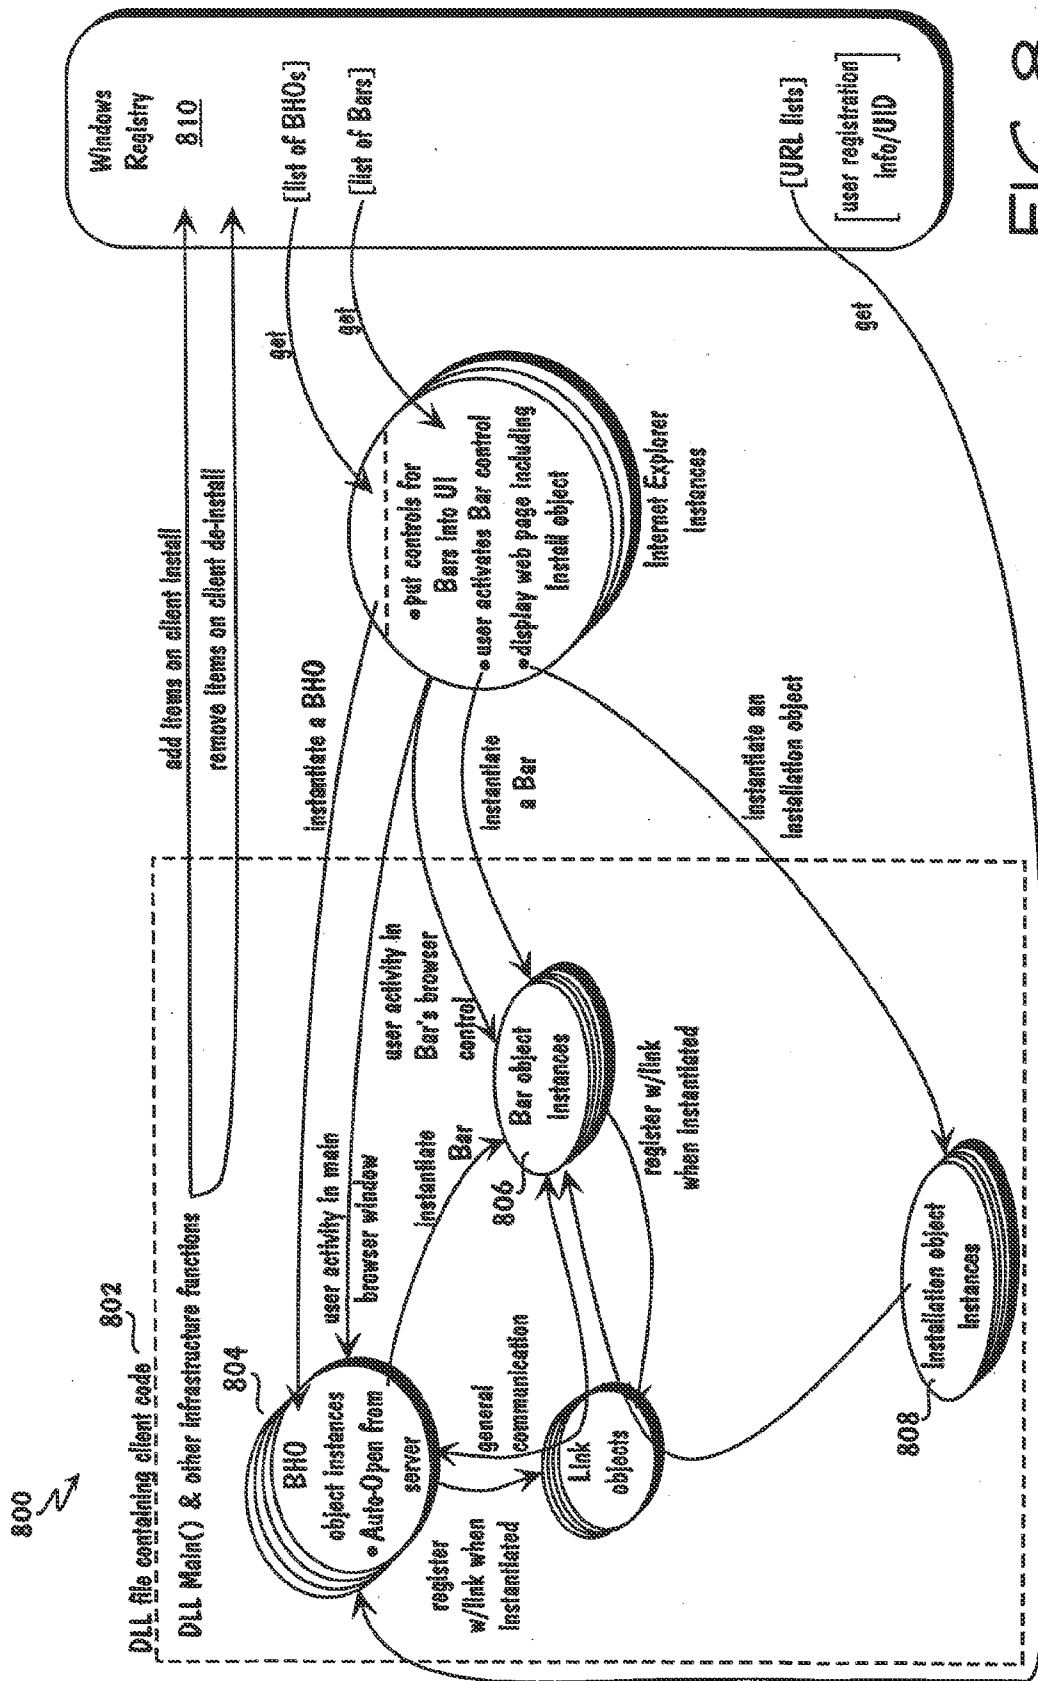 800
DLL file containing client code
802
DLL Main() & other infrastructure functions
add items on client install
remove items on client de-install
Windows
Registry
810
[list of BHOs]
[list of Bars]
[URL lists]
[user registration
info/UID]
get
get
get
instantiate a BHO
804
BHO
object instances
• Auto-Open from
server
user activity in main
browser window
user activity in
Bar's browser
control
instantiate
a Bar
• put controls for
Bars into UI
• user activates Bar control
• display web page including
install object
Internet Explorer
instances
instantiate
Bar
806
Bar object
instances
register w/link
when instantiated
general
communication
register
w/link when
instantiated
Link
objects
instantiate an
installation object
808
installation object
instances
FIG. 8